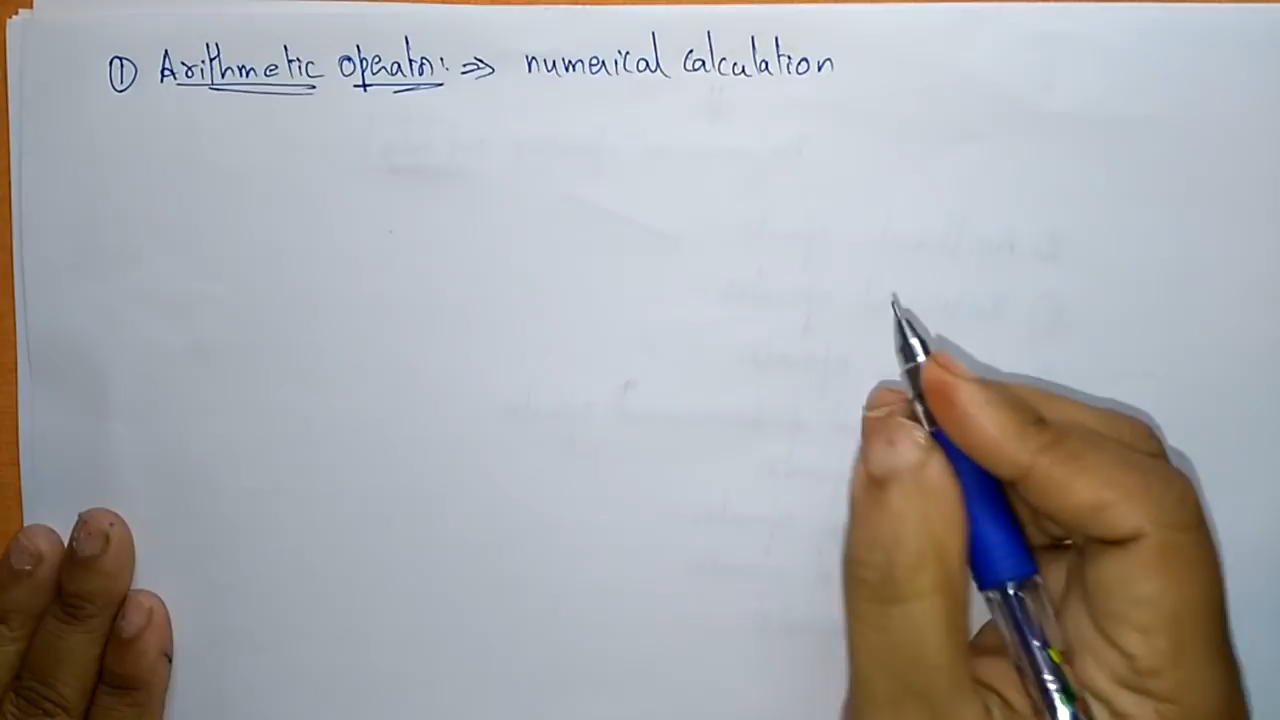 ① Arithmetic operator: ⇒ numerical calculation